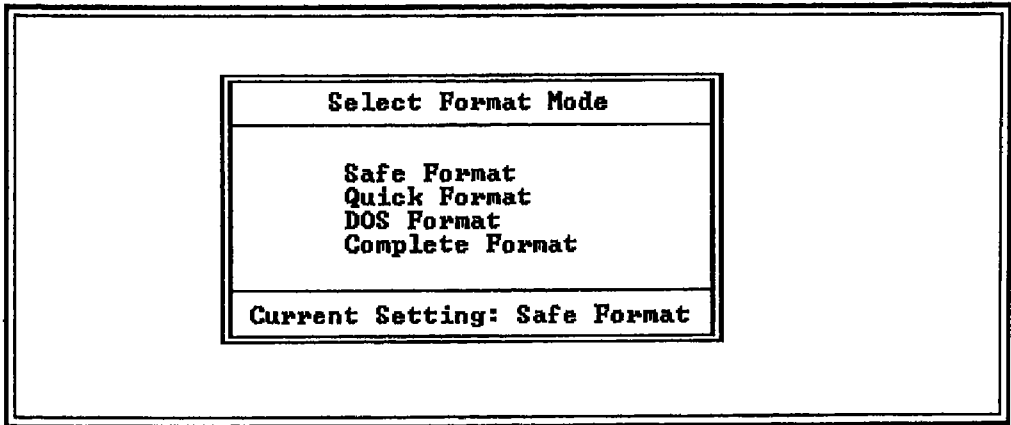 Select Format Mode
Safe Format
Quick Format
DOS Format
Complete Format
Current Setting: Safe Format